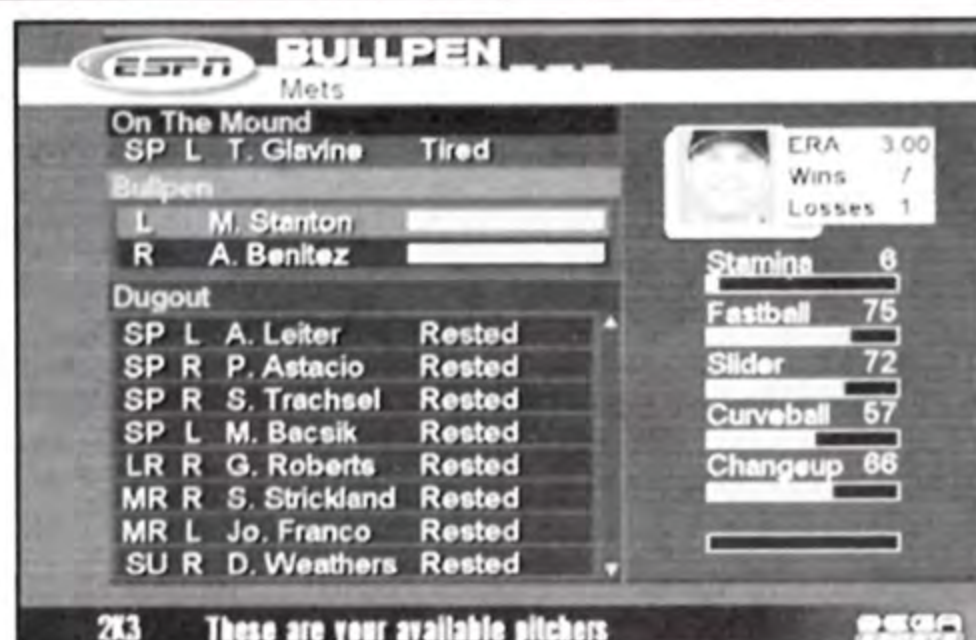 ESPN BULLPEN
Mets
On The Mound
SP L T. Glavine Tired
Bullpen
L M. Stanton
R A. Benitez
Dugout
SP L A. Leiter Rested
SP R P. Astacio Rested
SP R S. Trachsel Rested
SP L M. Bacsik Rested
LR R G. Roberts Rested
MR R S. Strickland Rested
MR L Jo. Franco Rested
SU R D. Weathers Rested
ERA 3.00
Wins
Losses 1
Stamina 6
Fastball 75
Slider 72
Curveball 57
Changeup 66
2K3 These are your available pitchers
SEGA